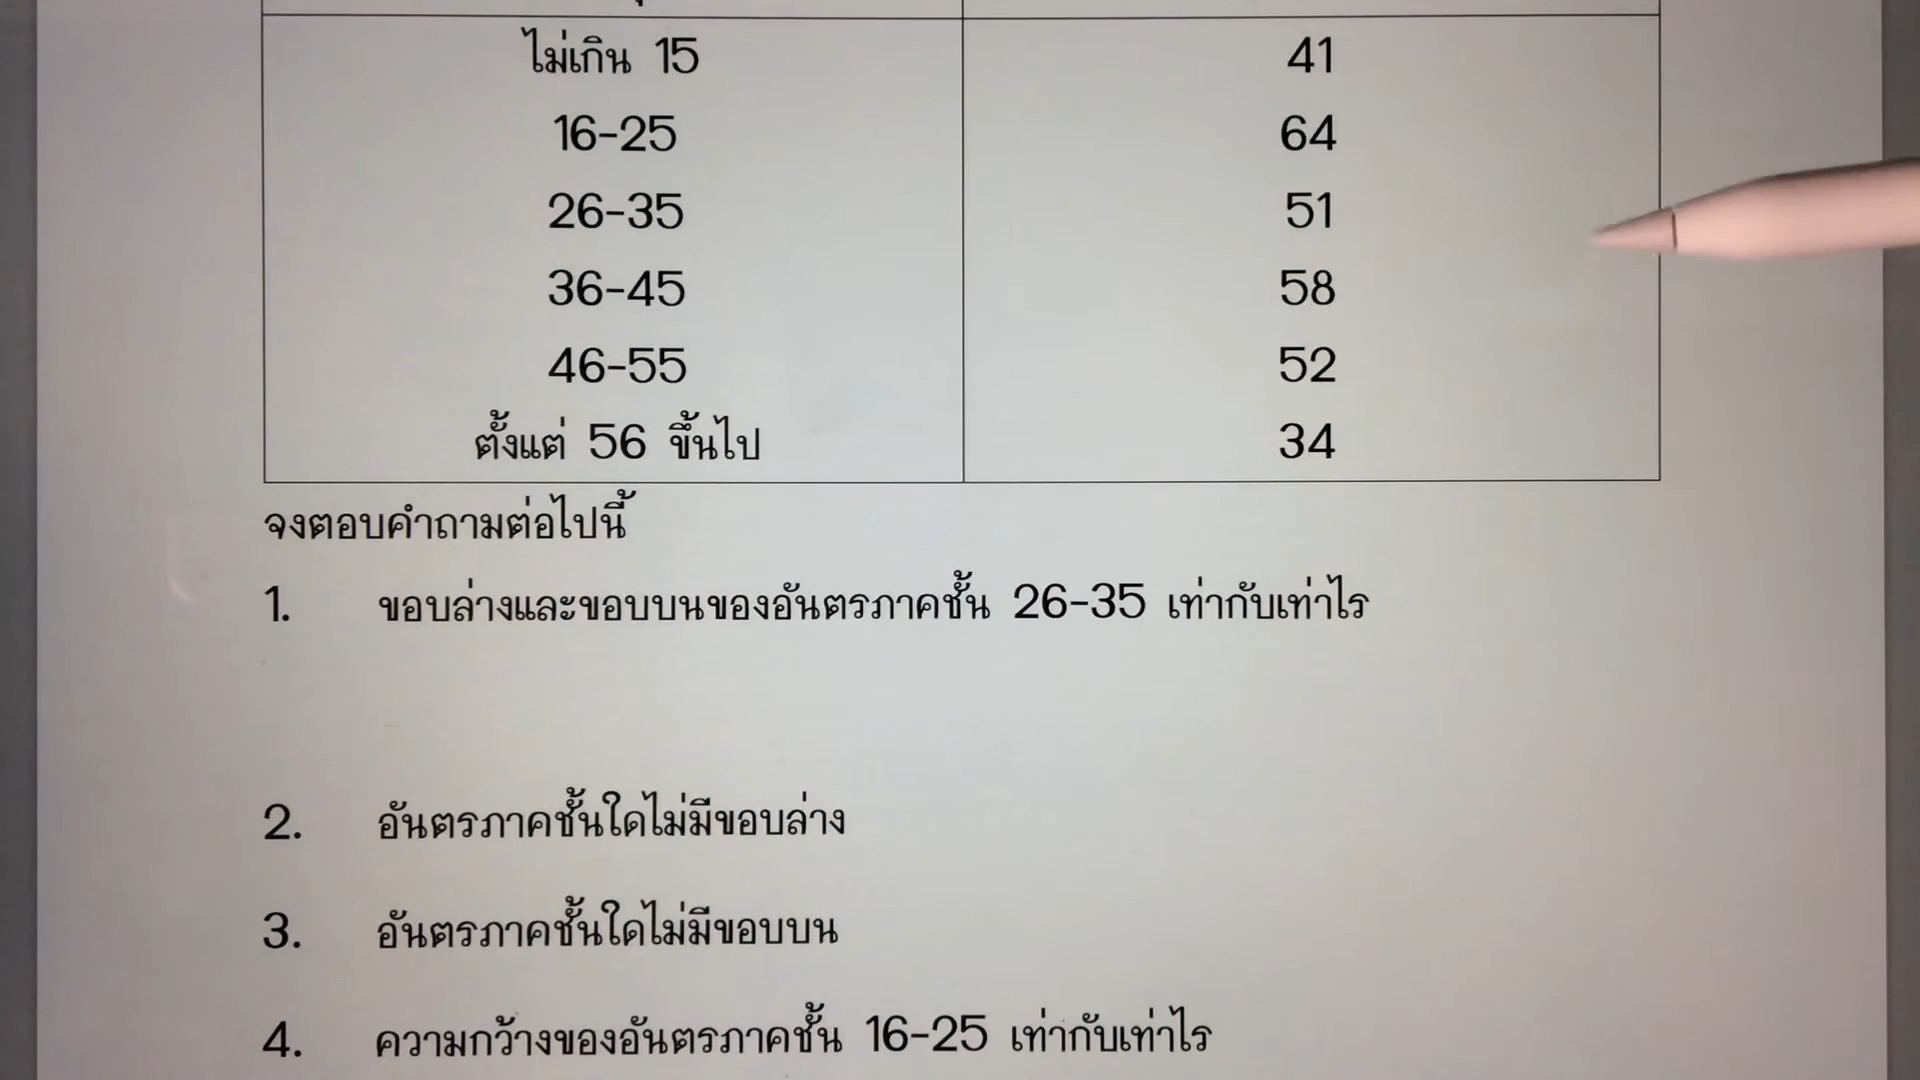 ไม่เกิน 15 41
16-25 64
26-35 51
36-45 58
46-55 52
ตั้งแต่ 56 ขึ้นไป 34
จงตอบคำถามต่อไปนี้
1. ขอบล่างและขอบบนของอันตรภาคชั้น 26-35 เท่ากับเท่าไร
2. อันตรภาคชั้นใดไม่มีขอบล่าง
3. อันตรภาคชั้นใดไม่มีขอบบน
4. ความกว้างของอันตรภาคชั้น 16-25 เท่ากับเท่าไร